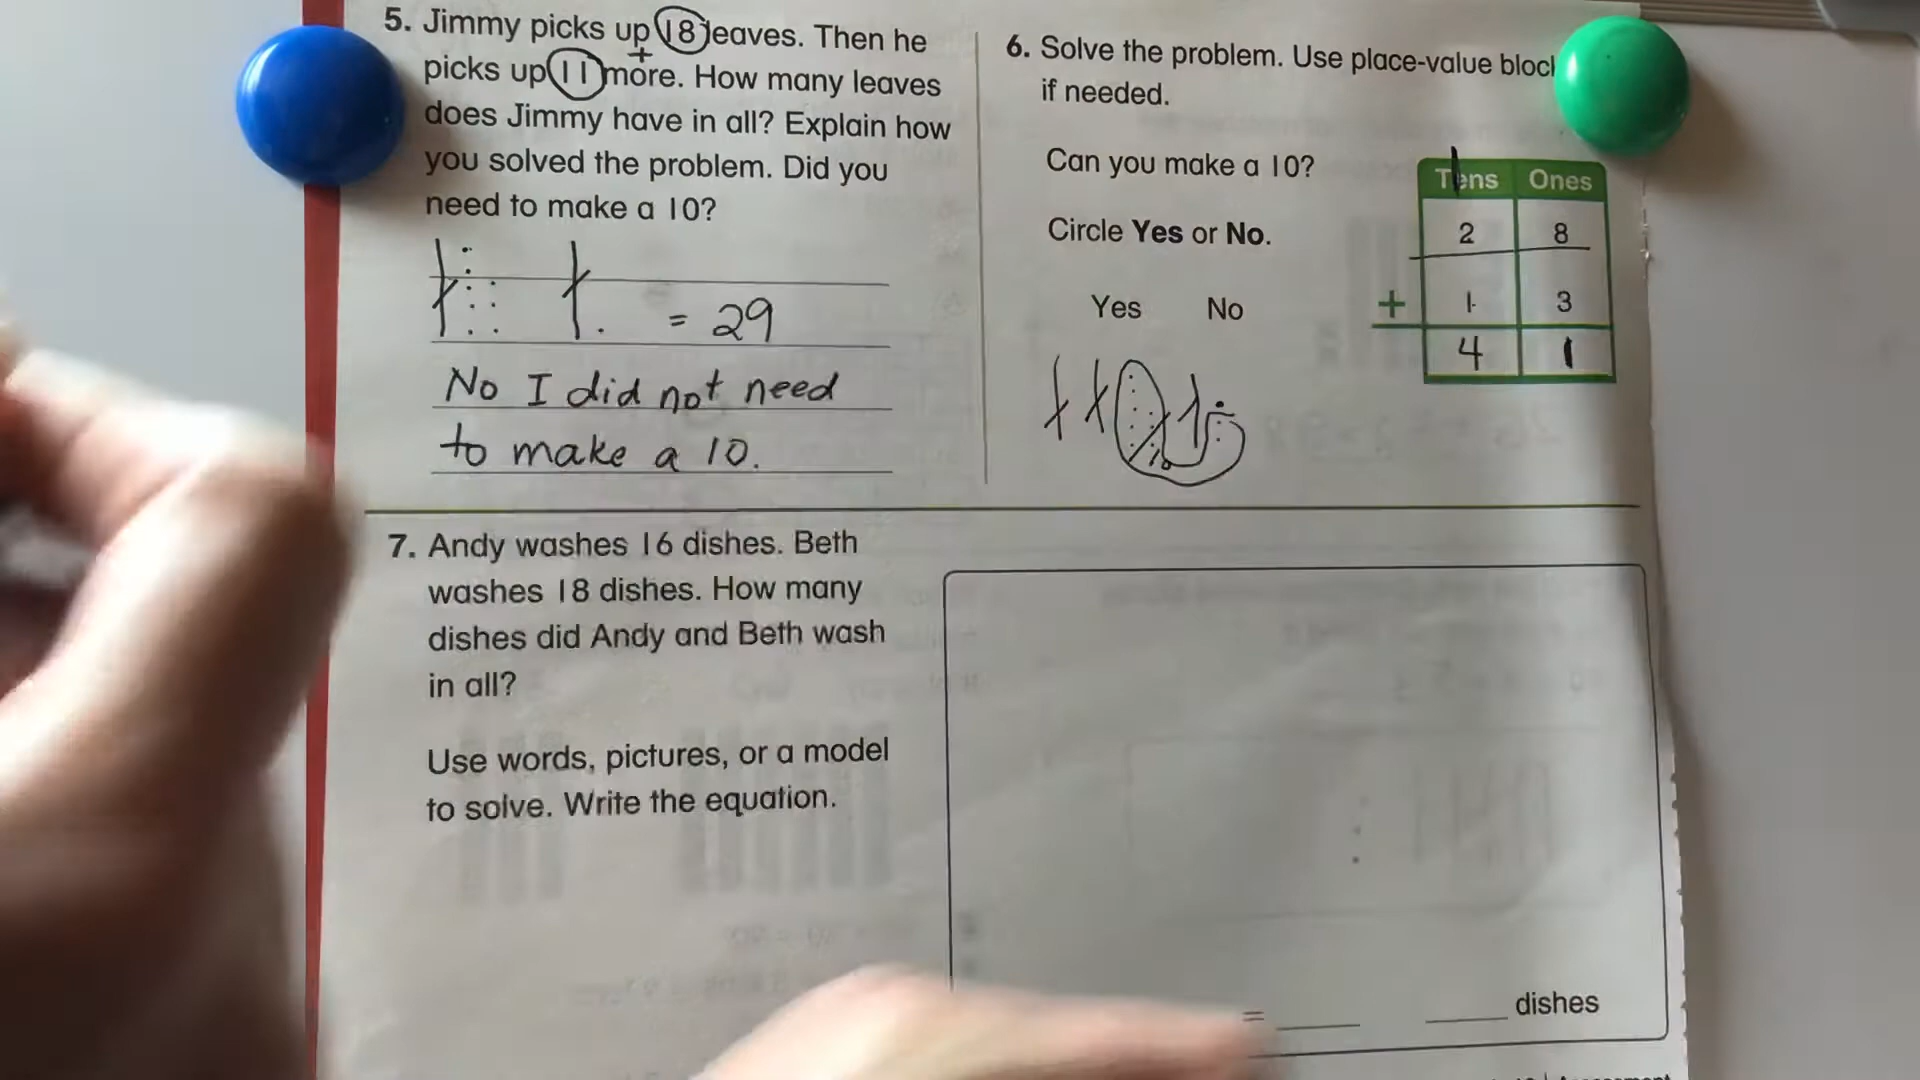 5. Jimmy picks up 18 leaves. Then he
+
picks up 11 more. How many leaves
does Jimmy have in all? Explain how
you solved the problem. Did you
need to make a 10?
= 29
No I did not need
to make a 10.
6. Solve the problem. Use place-value
if needed.
Can you make a 10?
Circle Yes or No.
Yes No
1
Tens Ones
2 8
+ 1 3
4 1
10
7. Andy washes 16 dishes. Beth
washes 18 dishes. How many
dishes did Andy and Beth wash
in all?
Use words, pictures, or a model
to solve. Write the equation.
= ____ ____ dishes